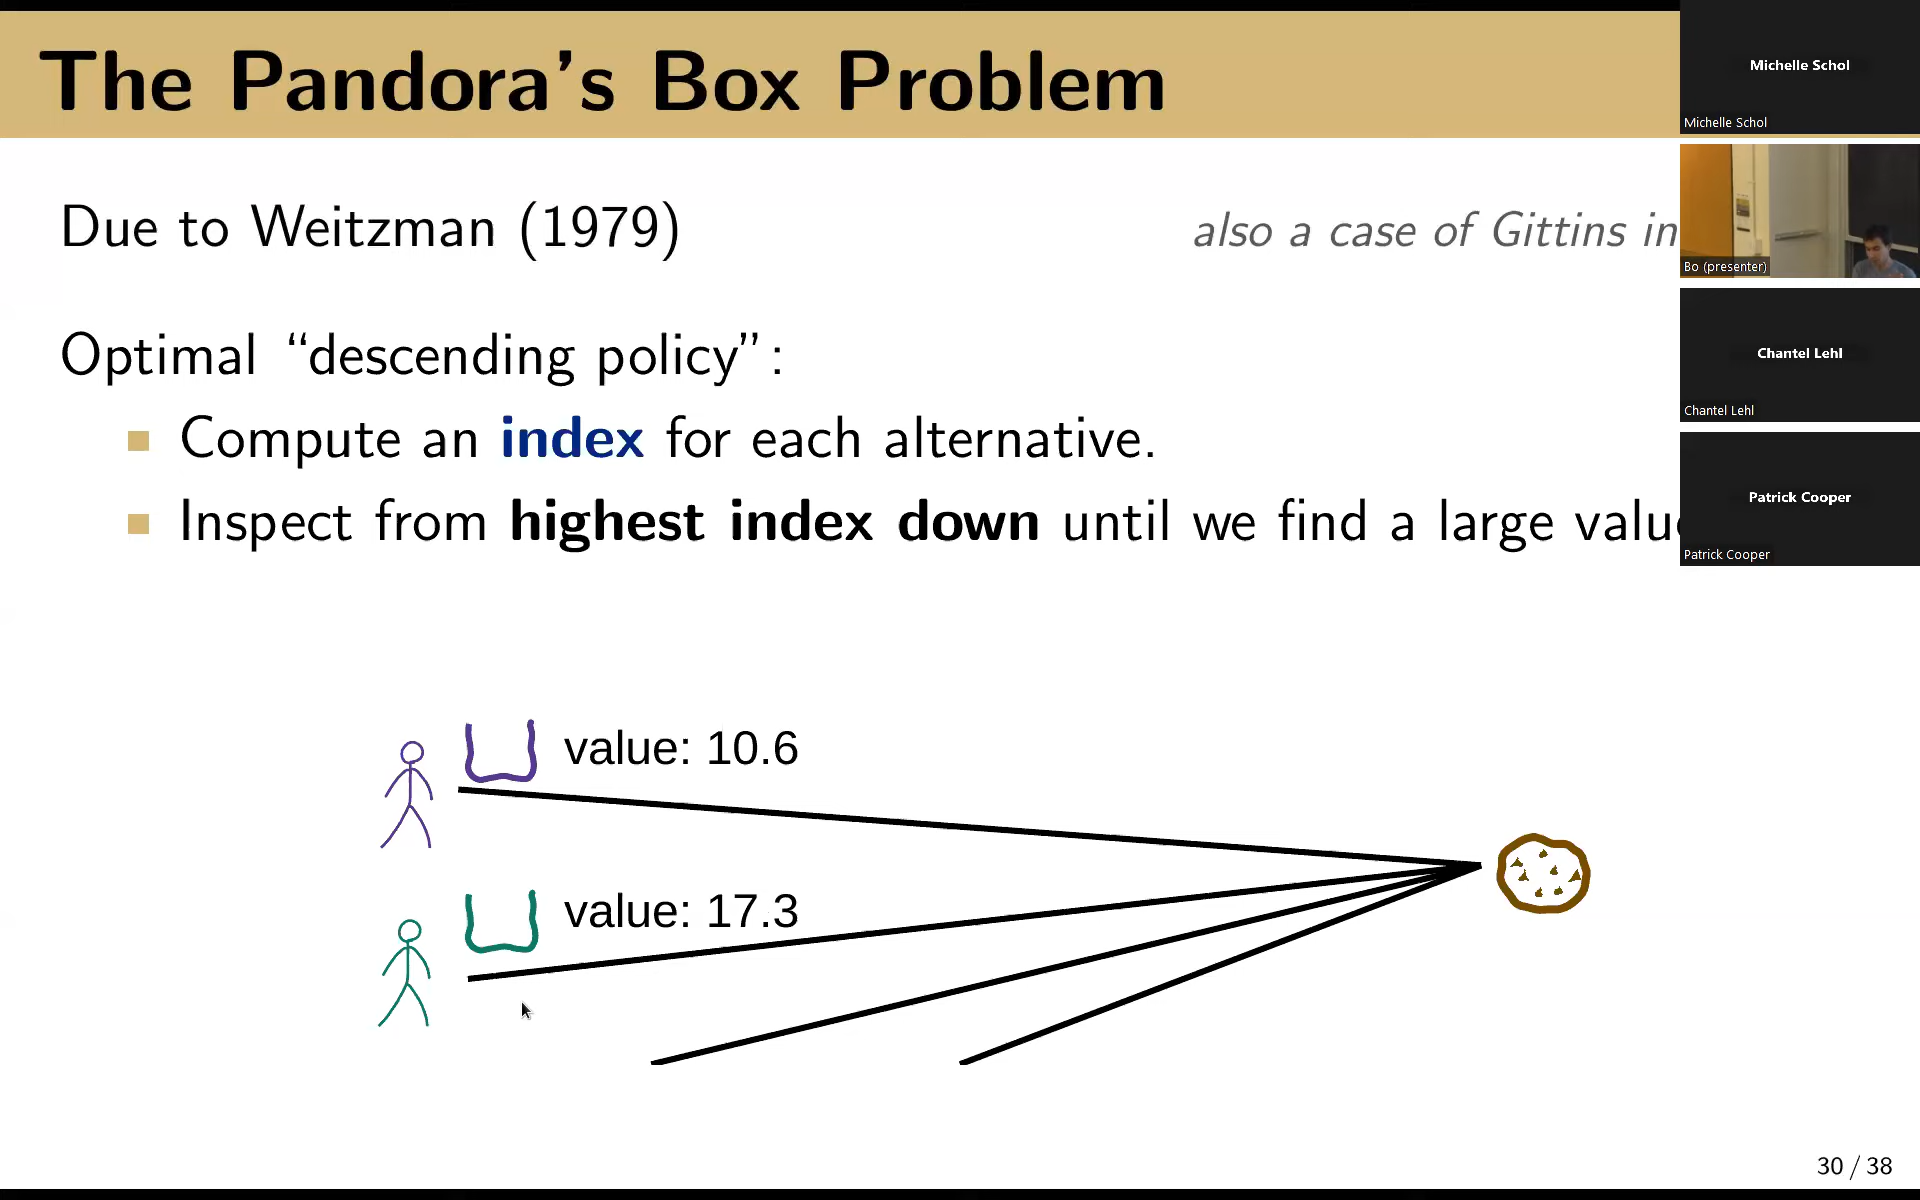 The Pandora's Box Problem
Due to Weitzman (1979)
also a case of Gittins in
Optimal “descending policy”:
Compute an index for each alternative.
Inspect from highest index down until we find a large value
value: 10.6
value: 17.3
30 / 38
Michelle Schol
Michelle Schol
Bo (presenter)
Chantel Lehl
Chantel Lehl
Patrick Cooper
Patrick Cooper